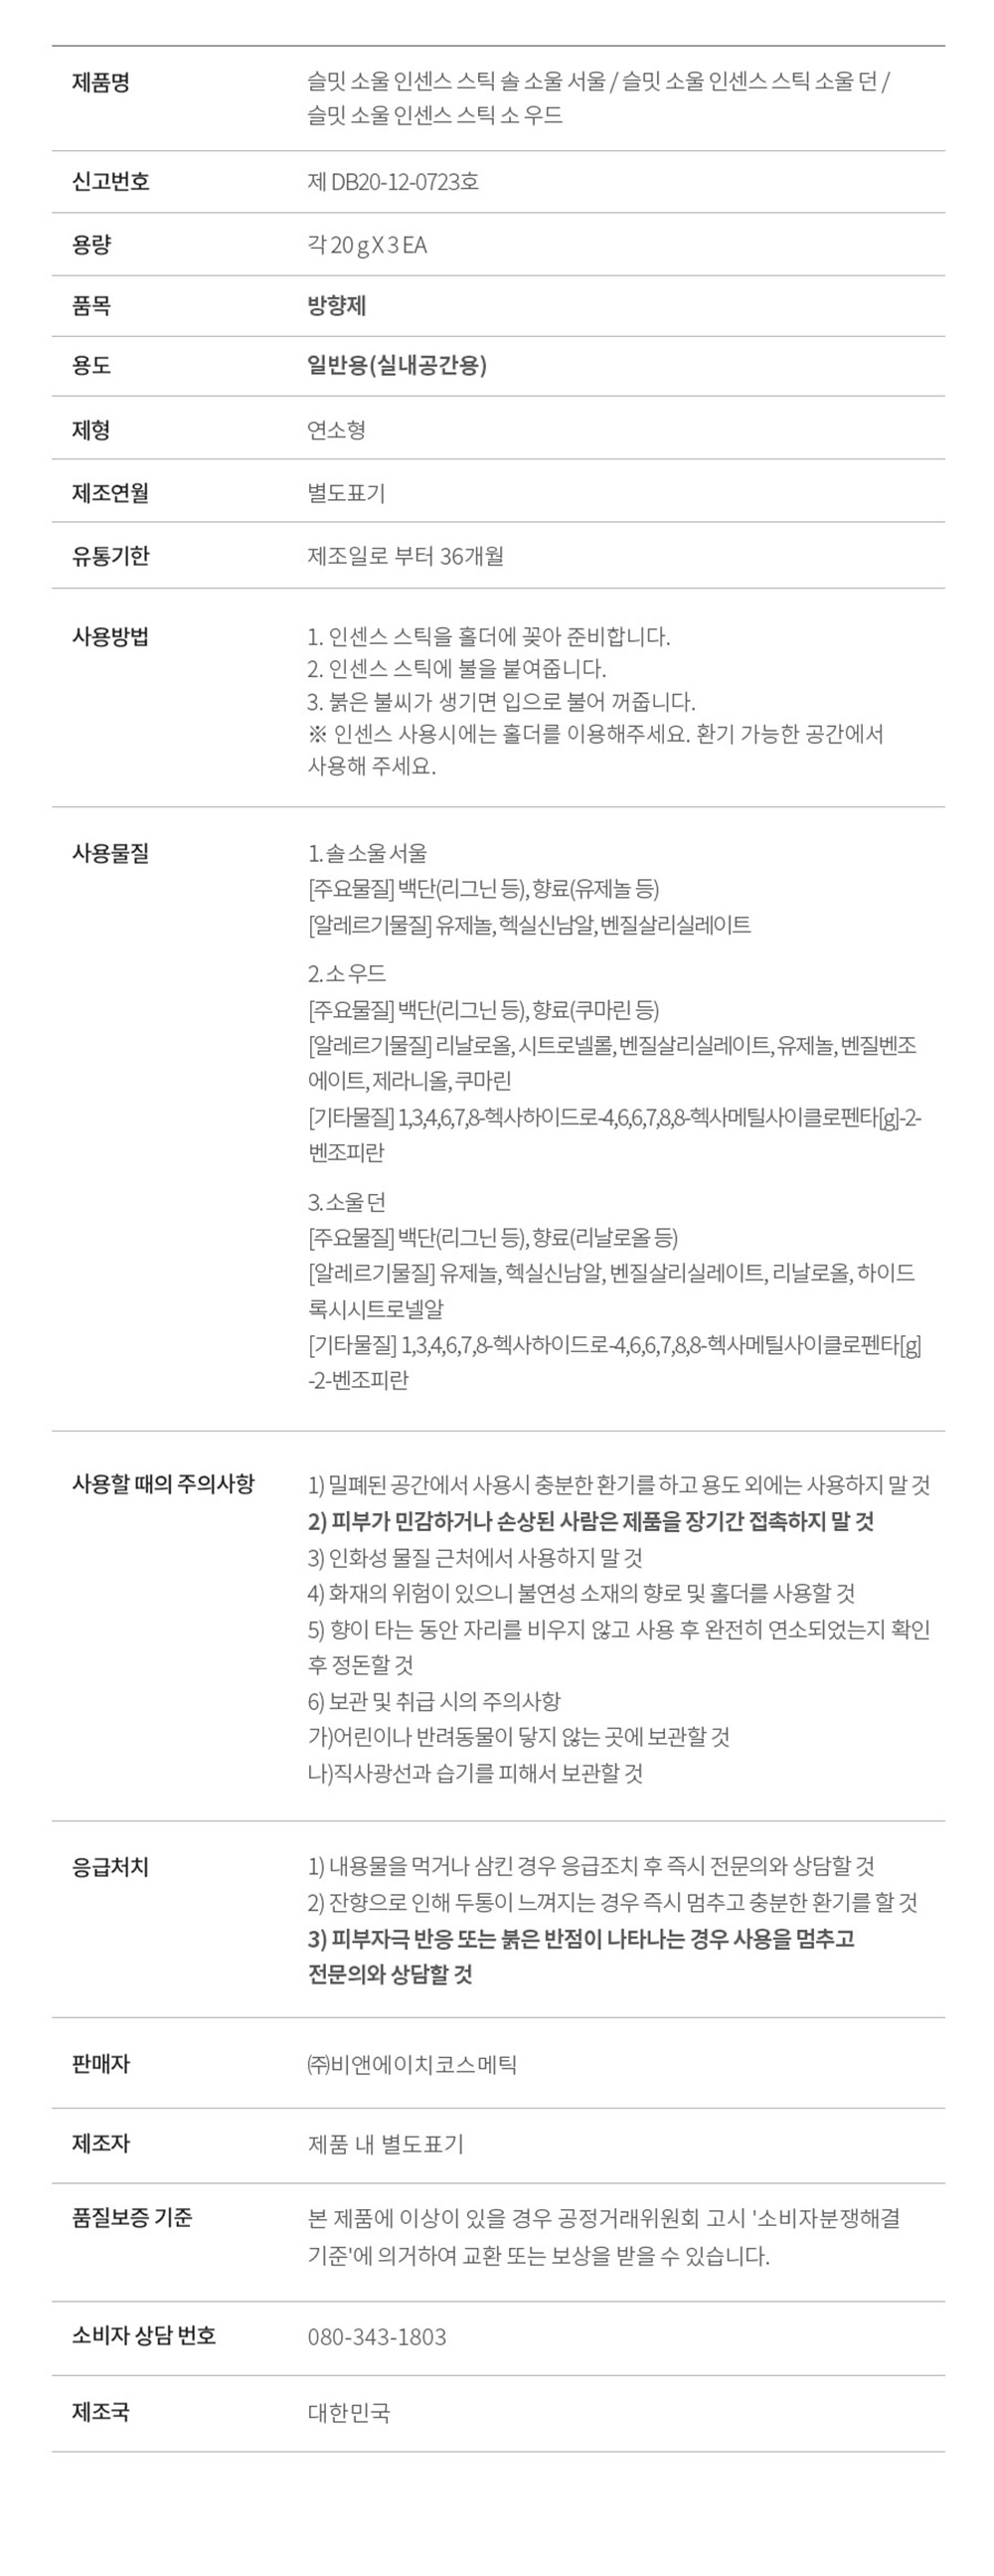 제품명
슬밋 소울 인센스 스틱 솔 소울 서울 / 슬밋 소울 인센스 스틱 소울 던 /
슬밋 소울 인센스 스틱 소 우드
신고번호
제 DB20-12-0723호
용량
각 20 g X 3 EA
품목
방향제
용도
일반용(실내공간용)
제형
연소형
제조연월
별도표기
유통기한
제조일로 부터 36개월
사용방법
1. 인센스 스틱을 홀더에 꽂아 준비합니다.
2. 인센스 스틱에 불을 붙여줍니다.
3. 붉은 불씨가 생기면 입으로 불어 꺼줍니다.
※ 인센스 사용시에는 홀더를 이용해주세요. 환기 가능한 공간에서
사용해 주세요.
사용물질
1. 솔 소울 서울
[주요물질] 백단(리그닌 등), 향료(유제놀 등)
[알레르기물질] 유제놀, 헥실신남알, 벤질살리실레이트
2. 소 우드
[주요물질] 백단(리그닌 등), 향료(쿠마린 등)
[알레르기물질] 리날로올, 시트로넬롤, 벤질살리실레이트, 유제놀, 벤질벤조
에이트, 제라니올, 쿠마린
[기타물질] 1,3,4,6,7,8-헥사하이드로-4,6,6,7,8,8-헥사메틸사이클로펜타[g]-2-
벤조피란
3. 소울 던
[주요물질] 백단(리그닌 등), 향료(리날로올 등)
[알레르기물질] 유제놀, 헥실신남알, 벤질살리실레이트, 리날로올, 하이드
록시시트로넬알
[기타물질] 1,3,4,6,7,8-헥사하이드로-4,6,6,7,8,8-헥사메틸사이클로펜타[g]
-2-벤조피란
사용할 때의 주의사항
1) 밀폐된 공간에서 사용시 충분한 환기를 하고 용도 외에는 사용하지 말 것
2) 피부가 민감하거나 손상된 사람은 제품을 장기간 접촉하지 말 것
3) 인화성 물질 근처에서 사용하지 말 것
4) 화재의 위험이 있으니 불연성 소재의 향로 및 홀더를 사용할 것
5) 향이 타는 동안 자리를 비우지 않고 사용 후 완전히 연소되었는지 확인
후 정돈할 것
6) 보관 및 취급 시의 주의사항
가)어린이나 반려동물이 닿지 않는 곳에 보관할 것
나)직사광선과 습기를 피해서 보관할 것
응급처치
1) 내용물을 먹거나 삼킨 경우 응급조치 후 즉시 전문의와 상담할 것
2) 잔향으로 인해 두통이 느껴지는 경우 즉시 멈추고 충분한 환기를 할 것
3) 피부자극 반응 또는 붉은 반점이 나타나는 경우 사용을 멈추고
전문의와 상담할 것
판매자
㈜비앤에이치코스메틱
제조자
제품 내 별도표기
품질보증 기준
본 제품에 이상이 있을 경우 공정거래위원회 고시 '소비자분쟁해결
기준'에 의거하여 교환 또는 보상을 받을 수 있습니다.
소비자 상담 번호
080-343-1803
제조국
대한민국